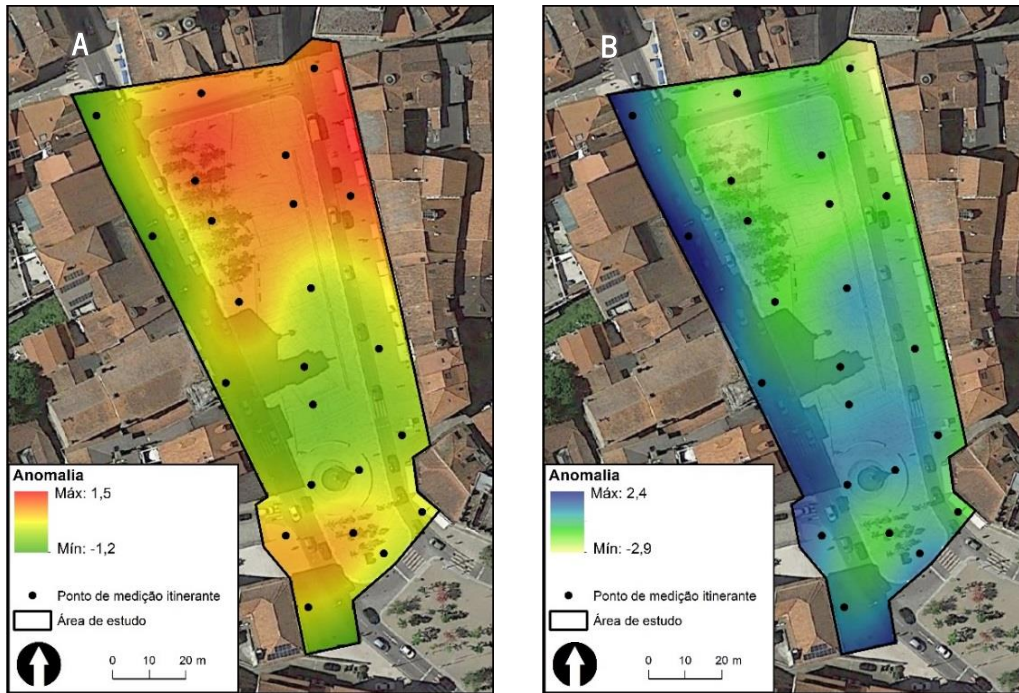 A
Anomalia
Máx: 1,5
Mín: -1,2
Ponto de medição itinerante
Área de estudo
0 10 20 m
B
Anomalia
Máx: 2,4
Mín: -2,9
Ponto de medição itinerante
Área de estudo
0 10 20 m